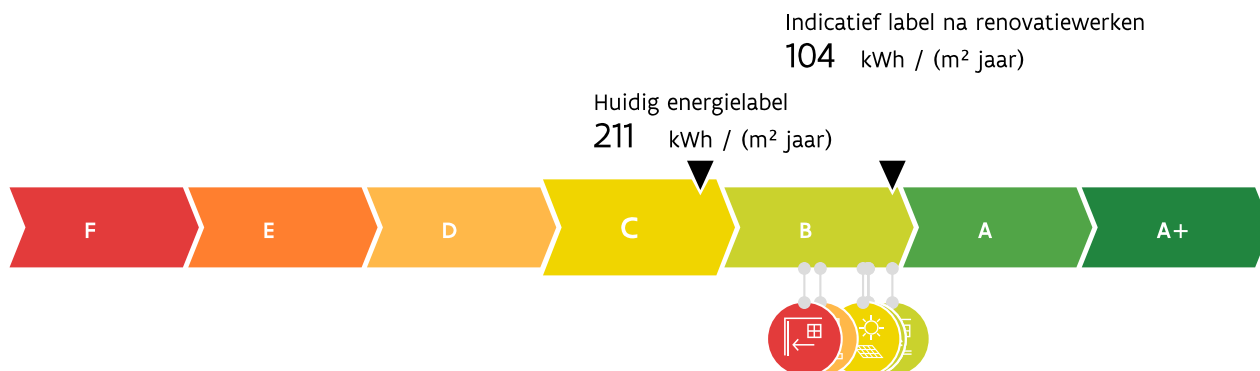 Indicatief label na renovatiewerken
104 kWh / (m² jaar)
Huidig energielabel
211 kWh / (m² jaar)
F E D C B A A+